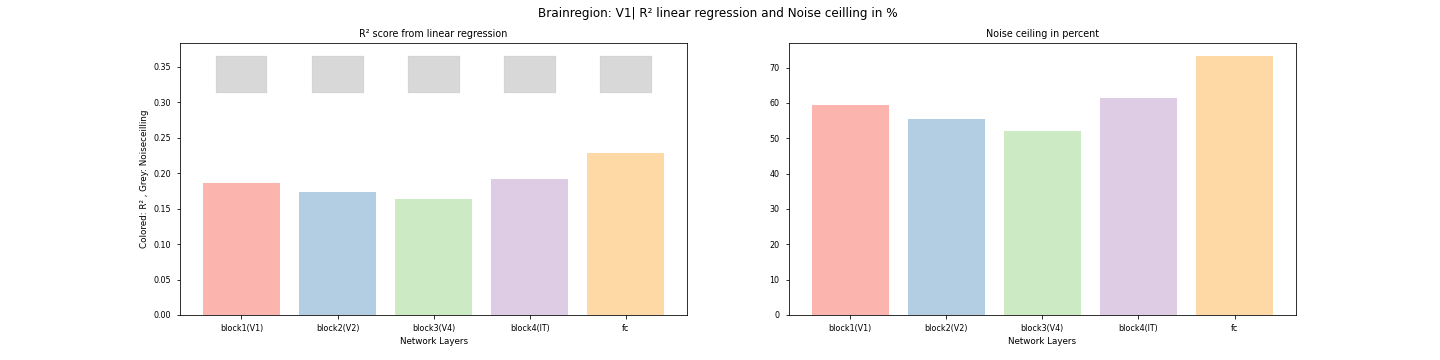 Brainregion: V1| R² linear regression and Noise ceilling in %
R² score from linear regression
Colored: R² , Grey: Noiseceilling
0.35
0.30
0.25
0.20
0.15
0.10
0.05
0.00
block1(V1) block2(V2) block3(V4) block4(IT) fc
Network Layers
Noise ceiling in percent
70
60
50
40
30
20
10
0
block1(V1) block2(V2) block3(V4) block4(IT) fc
Network Layers